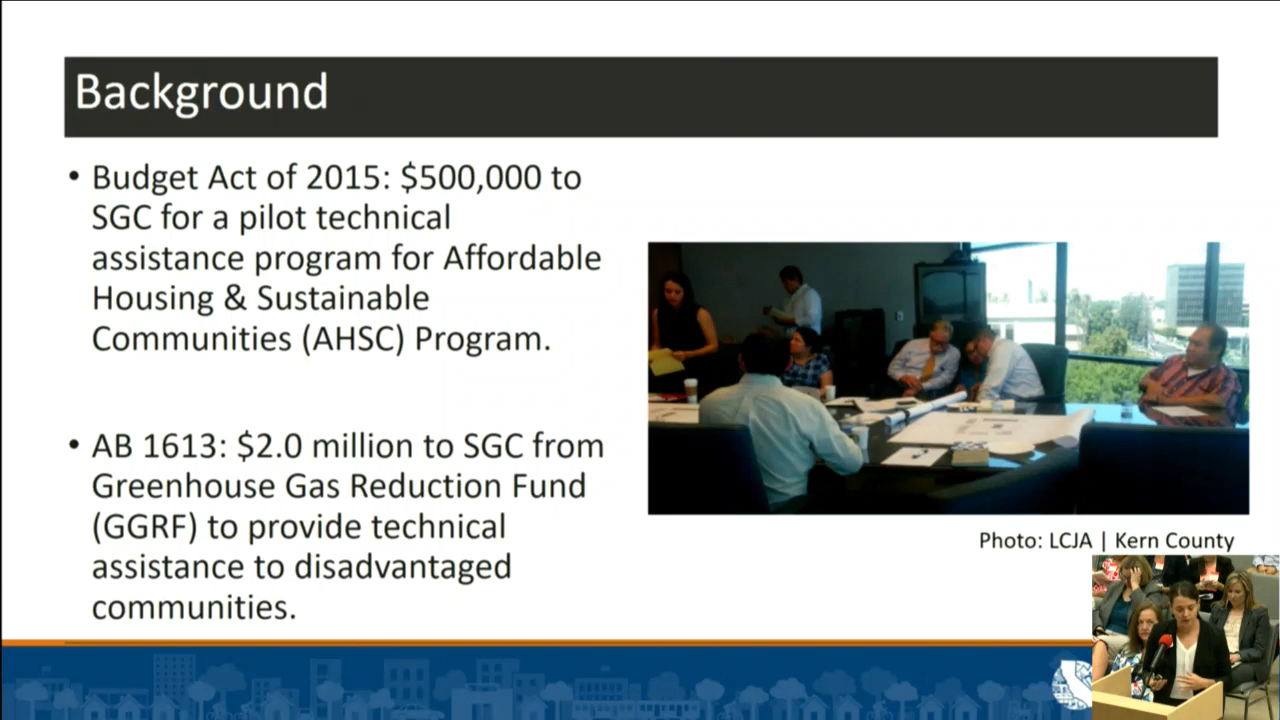 Background
• Budget Act of 2015: $500,000 to
SGC for a pilot technical
assistance program for Affordable
Housing & Sustainable
Communities (AHSC) Program.
• AB 1613: $2.0 million to SGC from
Greenhouse Gas Reduction Fund
(GGRF) to provide technical
assistance to disadvantaged
communities.
Photo: LCJA | Kern County